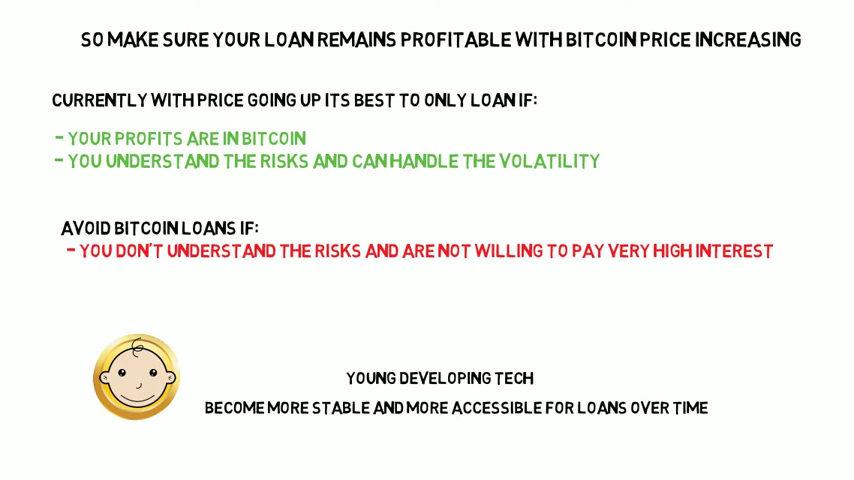 SO MAKE SURE YOUR LOAN REMAINS PROFITABLE WITH BITCOIN PRICE INCREASING
CURRENTLY WITH PRICE GOING UP ITS BEST TO ONLY LOAN IF:
- YOUR PROFITS ARE IN BITCOIN
- YOU UNDERSTAND THE RISKS AND CAN HANDLE THE VOLATILITY
AVOID BITCOIN LOANS IF:
- YOU DON'T UNDERSTAND THE RISKS AND ARE NOT WILLING TO PAY VERY HIGH INTEREST
YOUNG DEVELOPING TECH
BECOME MORE STABLE AND MORE ACCESSIBLE FOR LOANS OVER TIME